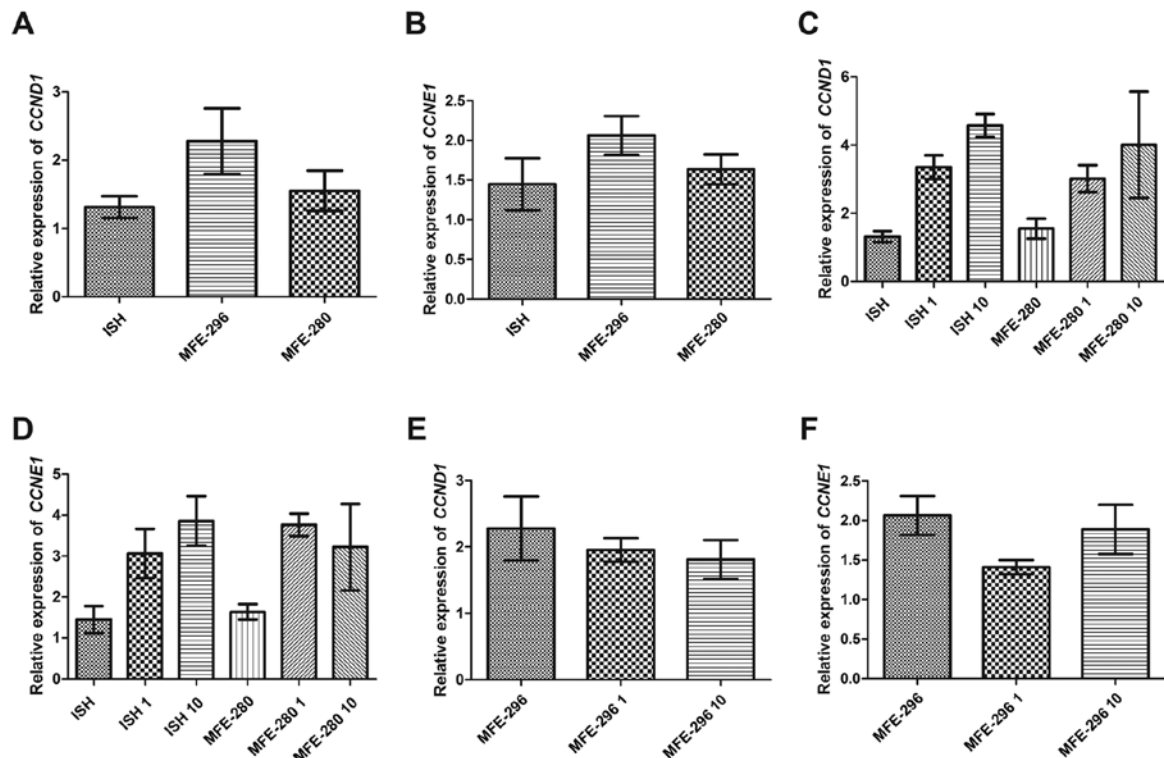 A
Relative expression of CCND1
3
2
1
0
ISH
MFE-296
MFE-280
B
Relative expression of CCNE1
2.5
2.0
1.5
1.0
0.5
0.0
ISH
MFE-296
MFE-280
C
Relative expression of CCND1
6
4
2
0
ISH
ISH 1
ISH 10
MFE-280
MFE-280 1
MFE-280 10
D
Relative expression of CCNE1
5
4
3
2
1
0
ISH
ISH 1
ISH 10
MFE-280
MFE-280 1
MFE-280 10
E
Relative expression of CCND1
3
2
1
0
MFE-296
MFE-296 1
MFE-296 10
F
Relative expression of CCNE1
2.5
2.0
1.5
1.0
0.5
0.0
MFE-296
MFE-296 1
MFE-296 10